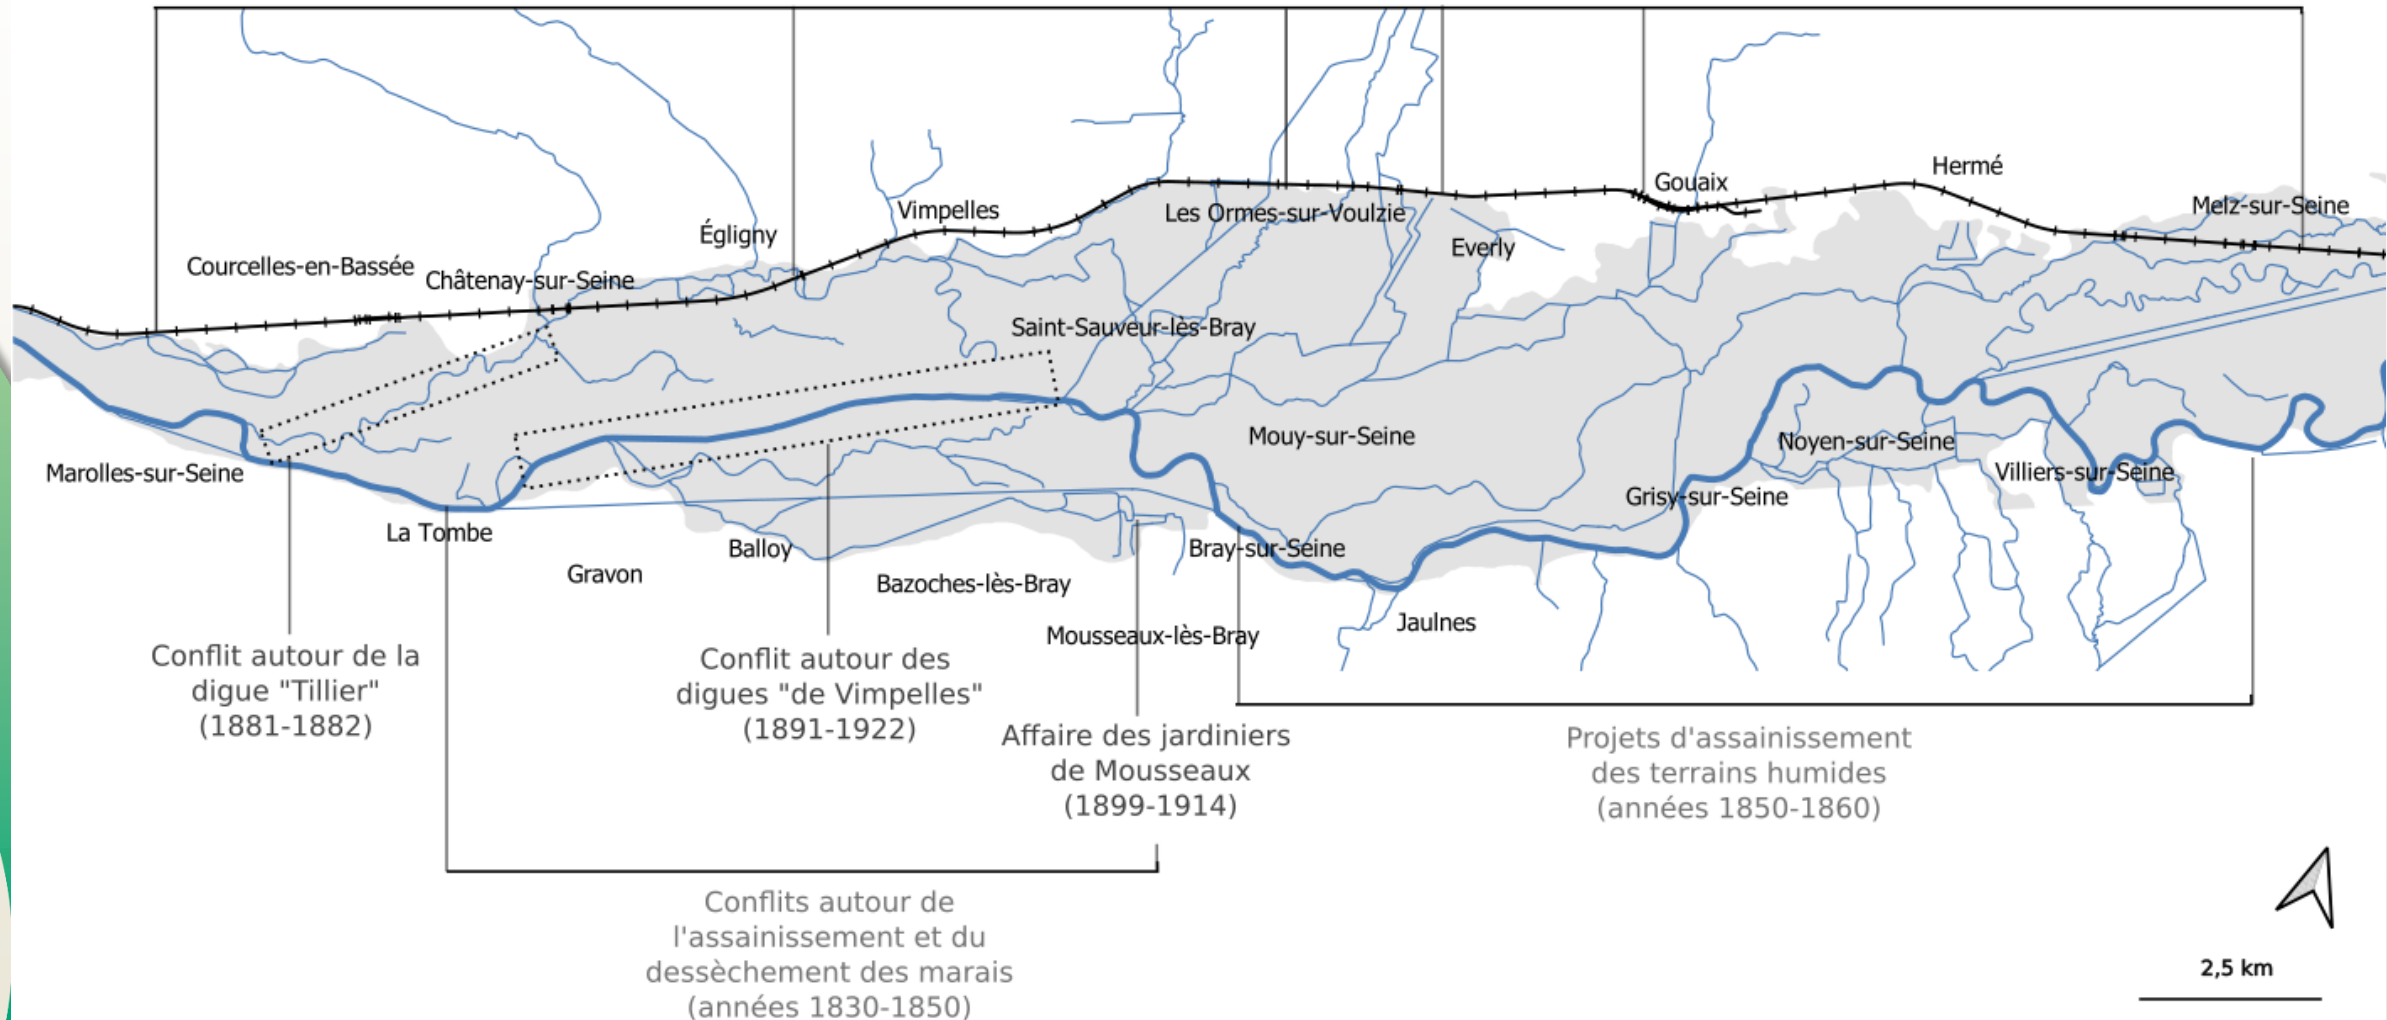 Hermé
Gouaix
Melz-sur-Seine
Vimpelles
Les Ormes-sur-Voulzie
Égligny
Everly
Courcelles-en-Bassée
Châtenay-sur-Seine
Saint-Sauveur-lès-Bray
Mouy-sur-Seine
Noyen-sur-Seine
Marolles-sur-Seine
Villiers-sur-Seine
Grisy-sur-Seine
La Tombe
Balloy
Bray-sur-Seine
Gravon
Bazoches-lès-Bray
Jaulnes
Mousseaux-lès-Bray
Conflit autour de la
digue "Tillier"
(1881-1882)
Conflit autour des
digues "de Vimpelles"
(1891-1922)
Affaire des jardiniers
de Mousseaux
(1899-1914)
Projets d'assainissement
des terrains humides
(années 1850-1860)
Conflits autour de
l'assainissement et du
dessèchement des marais
(années 1830-1850)
2,5 km